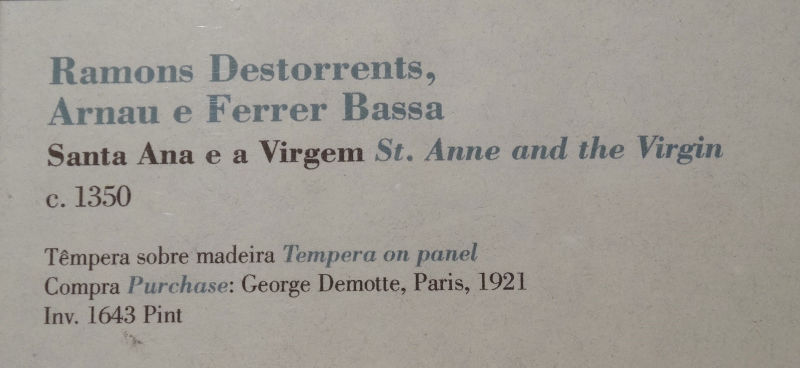 Ramons Destorrents,
Arnau e Ferrer Bassa
Santa Ana e a Virgem St. Anne and the Virgin
c. 1350
Têmpera sobre madeira Tempera on panel
Compra Purchase: George Demotte, Paris, 1921
Inv. 1643 Pint